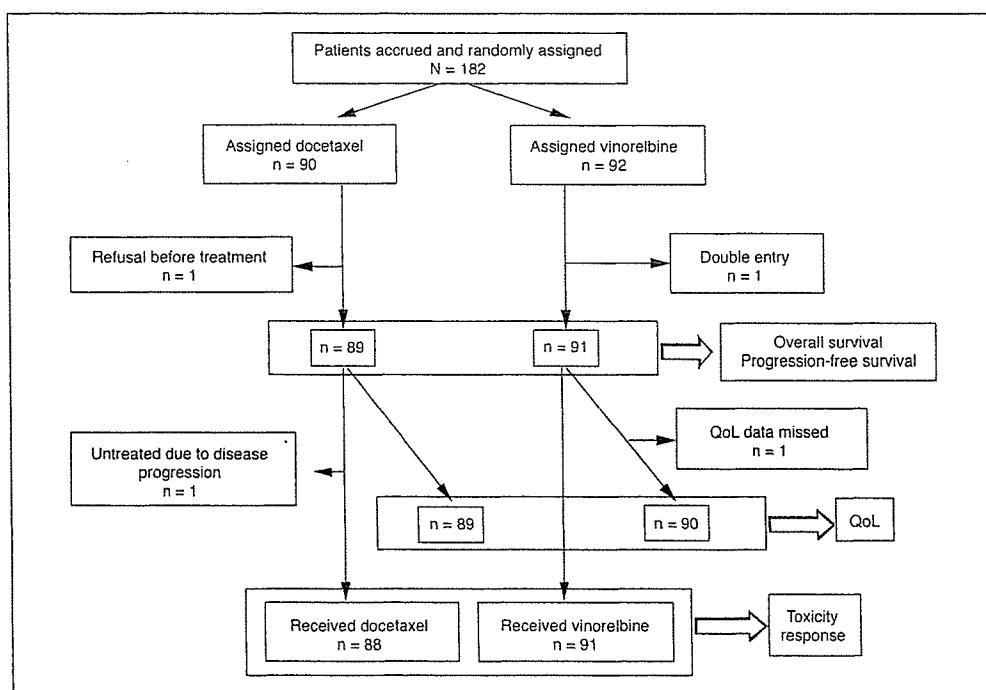 Patients accrued and randomly assigned
N = 182
Assigned docetaxel
n = 90
Assigned vinorelbine
n = 92
Refusal before treatment
n = 1
Double entry
n = 1
n = 89
n = 91
Overall survival
Progression-free survival
Untreated due to disease
progression
n = 1
QoL data missed
n = 1
n = 89
n = 90
QoL
Received docetaxel
n = 88
Received vinorelbine
n = 91
Toxicity
response